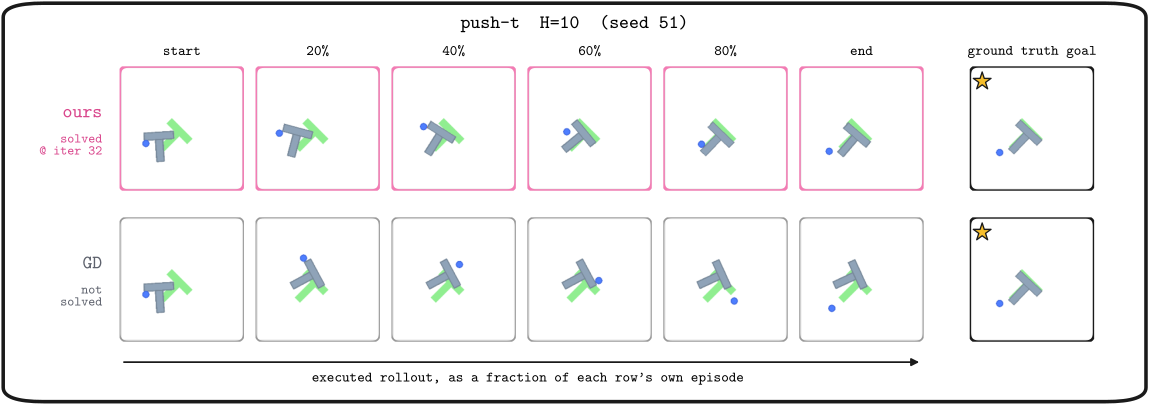 push-t H=10 (seed 51)
start 20% 40% 60% 80% end ground truth goal
ours
solved
@ iter 32
GD
not
solved
executed rollout, as a fraction of each row's own episode